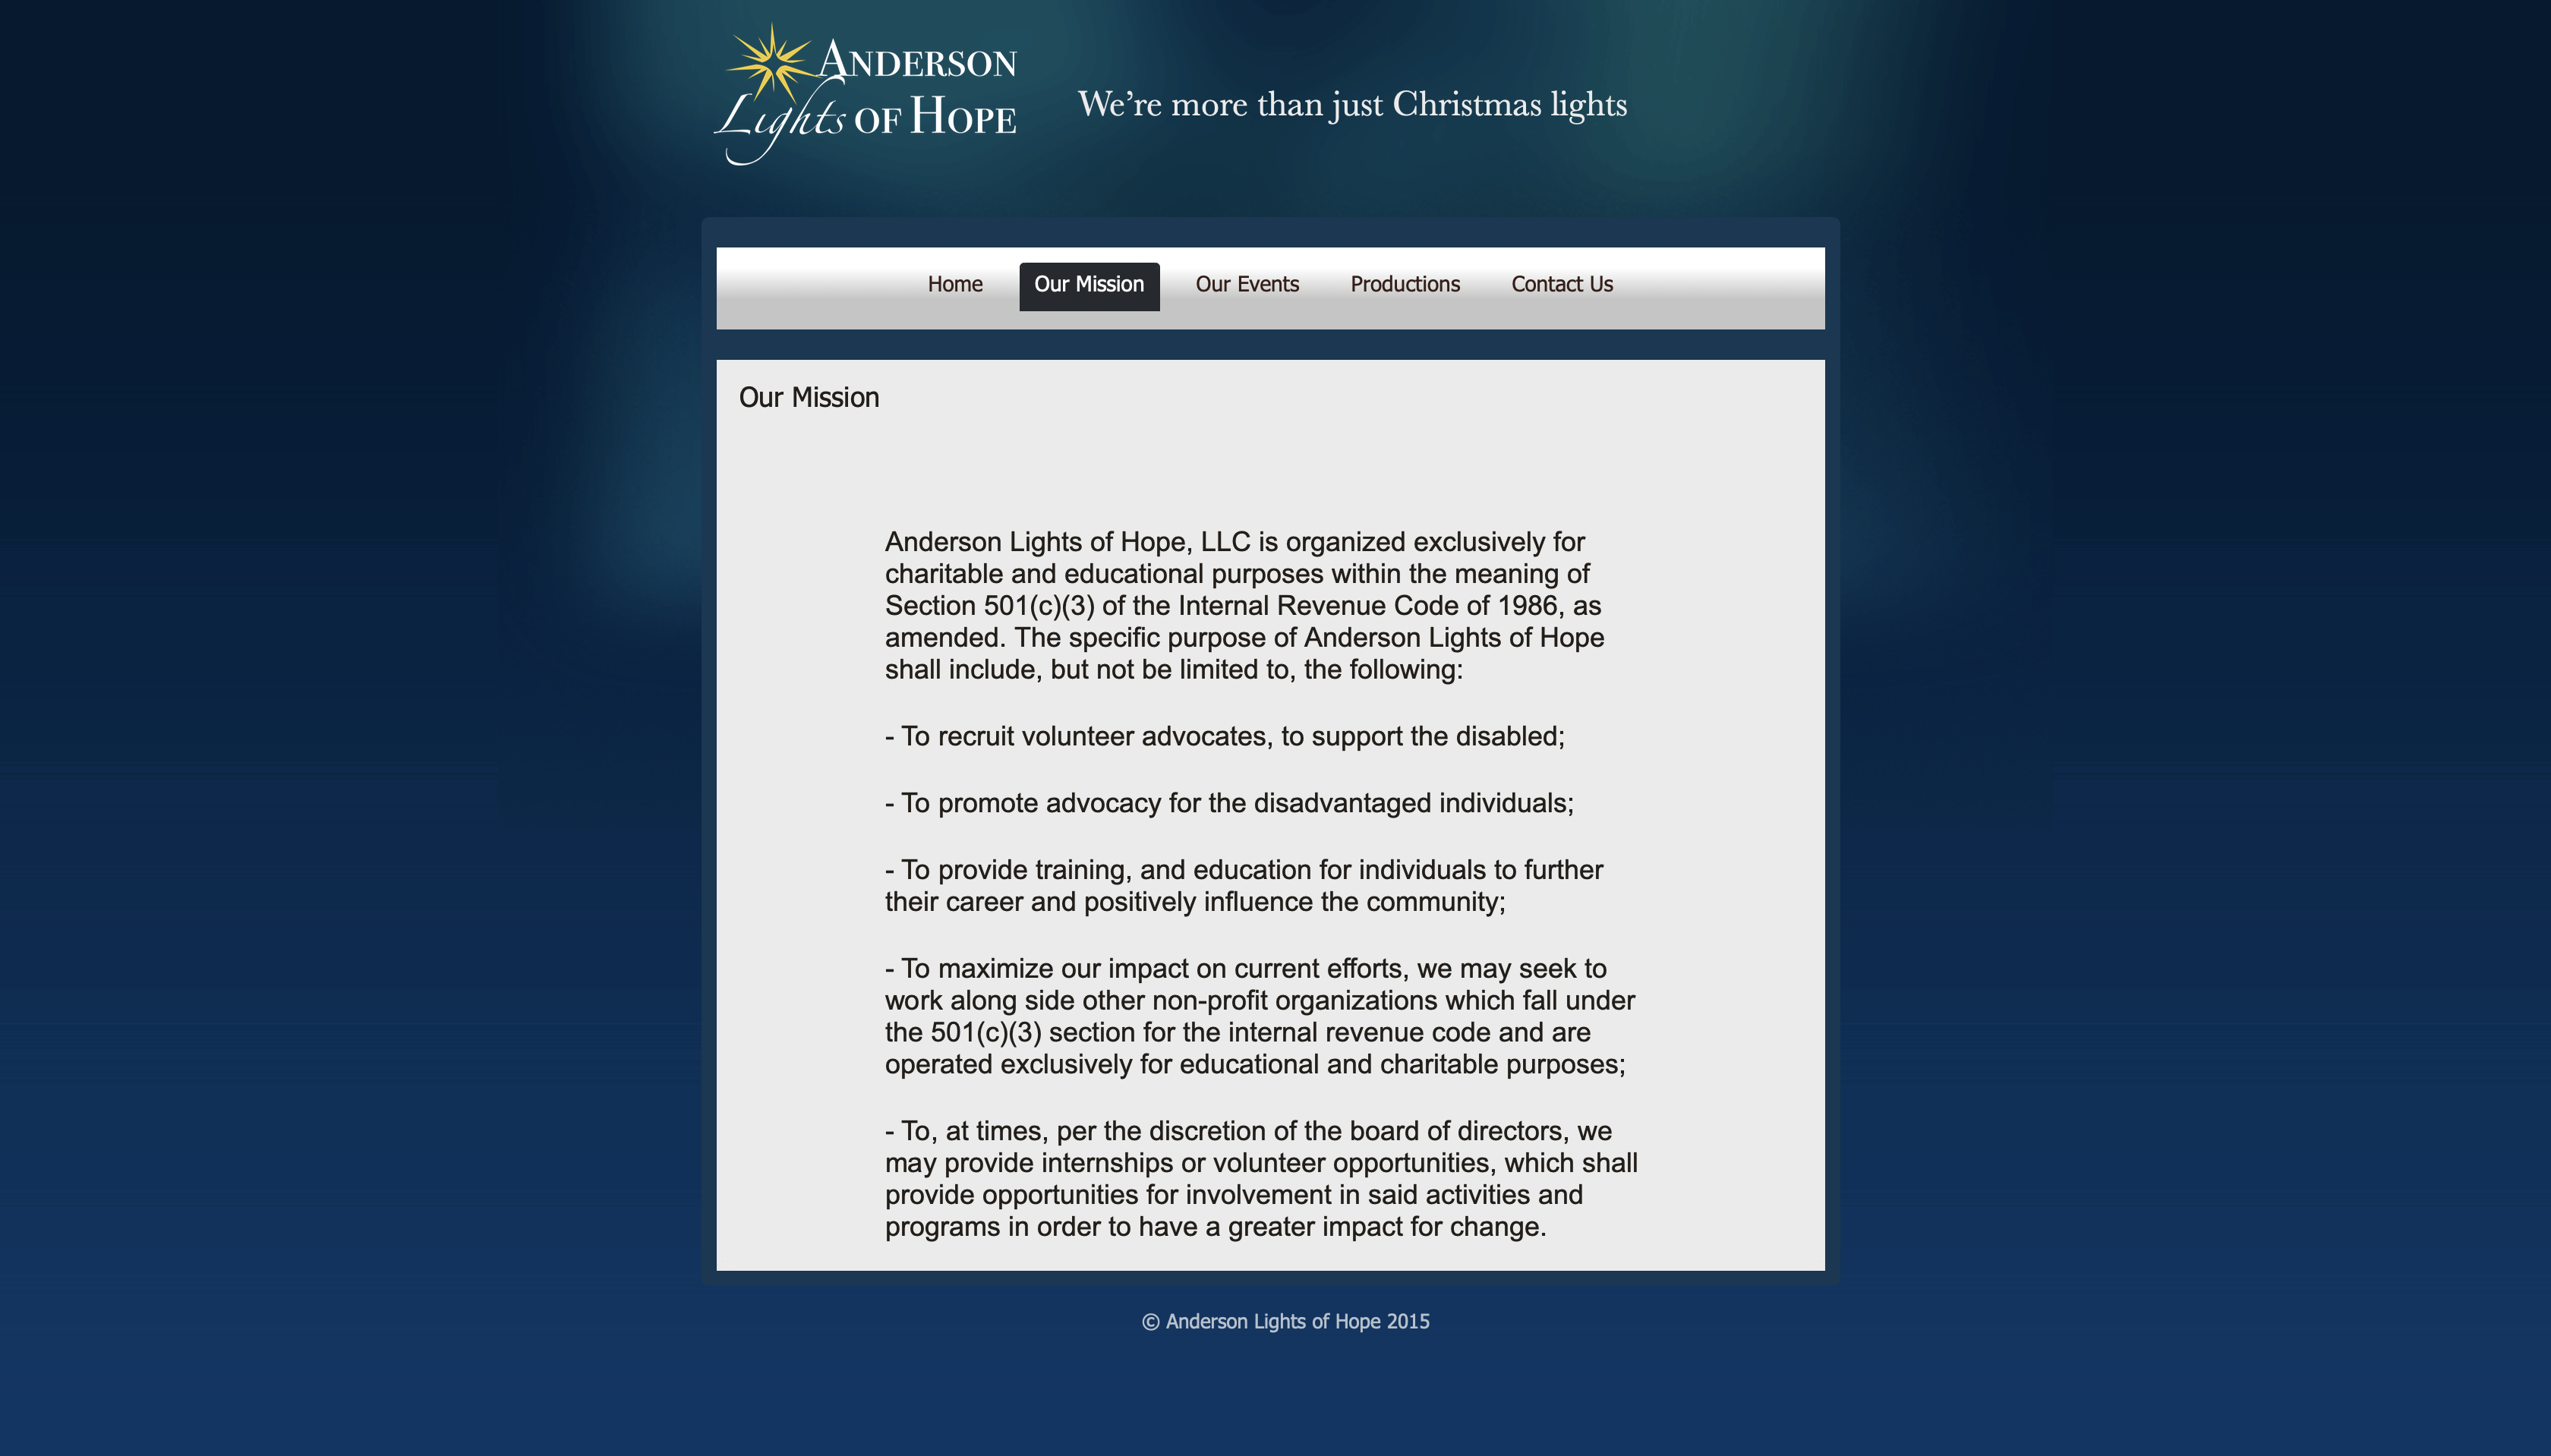 ANDERSON
Lights OF HOPE
We're more than just Christmas lights
Home Our Mission Our Events Productions Contact Us
Our Mission
Anderson Lights of Hope, LLC is organized exclusively for
charitable and educational purposes within the meaning of
Section 501(c)(3) of the Internal Revenue Code of 1986, as
amended. The specific purpose of Anderson Lights of Hope
shall include, but not be limited to, the following:
- To recruit volunteer advocates, to support the disabled;
- To promote advocacy for the disadvantaged individuals;
- To provide training, and education for individuals to further
their career and positively influence the community;
- To maximize our impact on current efforts, we may seek to
work along side other non-profit organizations which fall under
the 501(c)(3) section for the internal revenue code and are
operated exclusively for educational and charitable purposes;
- To, at times, per the discretion of the board of directors, we
may provide internships or volunteer opportunities, which shall
provide opportunities for involvement in said activities and
programs in order to have a greater impact for change.
© Anderson Lights of Hope 2015